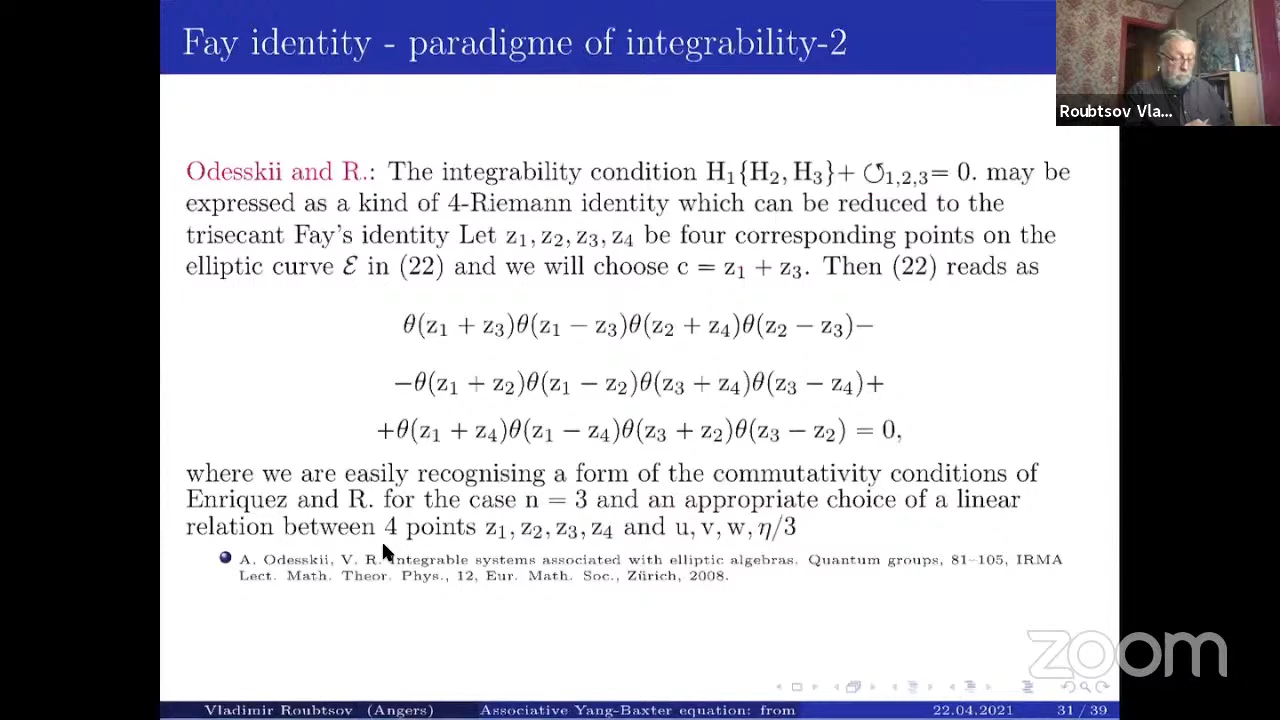 Fay identity - paradigme of integrability-2
Roubtsov Vla...
Odesskii and R.: The integrability condition H₁{H₂, H₃}+ ↺₁,₂,₃= 0. may be
expressed as a kind of 4-Riemann identity which can be reduced to the
trisecant Fay's identity Let z₁, z₂, z₃, z₄ be four corresponding points on the
elliptic curve ℰ in (22) and we will choose c = z₁ + z₃. Then (22) reads as
θ(z₁ + z₃)θ(z₁ − z₃)θ(z₂ + z₄)θ(z₂ − z₃)−
−θ(z₁ + z₂)θ(z₁ − z₂)θ(z₃ + z₄)θ(z₃ − z₄)+
+θ(z₁ + z₄)θ(z₁ − z₄)θ(z₃ + z₂)θ(z₃ − z₂) = 0,
where we are easily recognising a form of the commutativity conditions of
Enriquez and R. for the case n = 3 and an appropriate choice of a linear
relation between 4 points z₁, z₂, z₃, z₄ and u, v, w, η/3
A. Odesskii, V. R. Integrable systems associated with elliptic algebras. Quantum groups, 81–105, IRMA
Lect. Math. Theor. Phys., 12, Eur. Math. Soc., Zürich, 2008.
zoom
Vladimir Roubtsov (Angers) Associative Yang-Baxter equation: from 22.04.2021 31 / 39